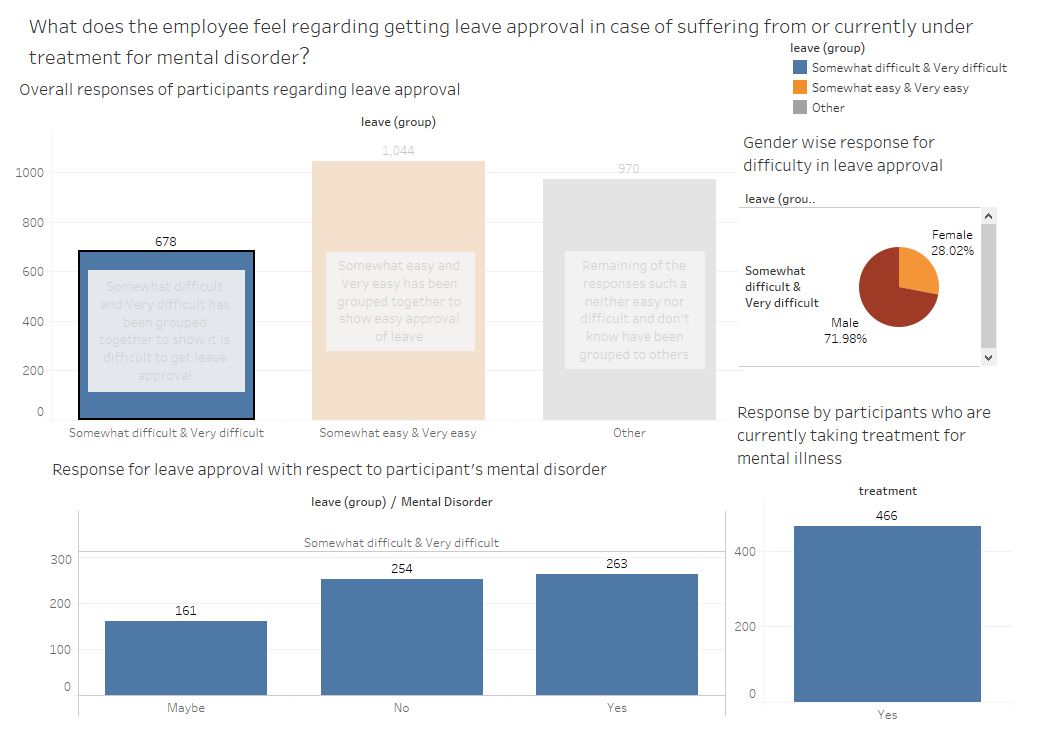 What does the employee feel regarding getting leave approval in case of suffering from or currently under
treatment for mental disorder?
leave (group)
Somewhat difficult & Very difficult
Somewhat easy & Very easy
Other
Overall responses of participants regarding leave approval
leave (group)
1,044
970
678
1000
800
600
400
200
0
Somewhat difficult
and Very difficult has
been grouped
together to show it is
difficult to get leave
approval
Somewhat easy and
Very easy has been
grouped together to
show easy approval
of leave
Remaining of the
responses such a
neither easy nor
difficult and don't
know have been
grouped to others
Somewhat difficult & Very difficult
Somewhat easy & Very easy
Other
Gender wise response for
difficulty in leave approval
leave (grou..
Somewhat
difficult &
Very difficult
Female
28.02%
Male
71.98%
Response for leave approval with respect to participant's mental disorder
leave (group) / Mental Disorder
Somewhat difficult & Very difficult
300
200
100
0
161
254
263
Maybe
No
Yes
Response by participants who are
currently taking treatment for
mental illness
treatment
466
400
200
0
Yes